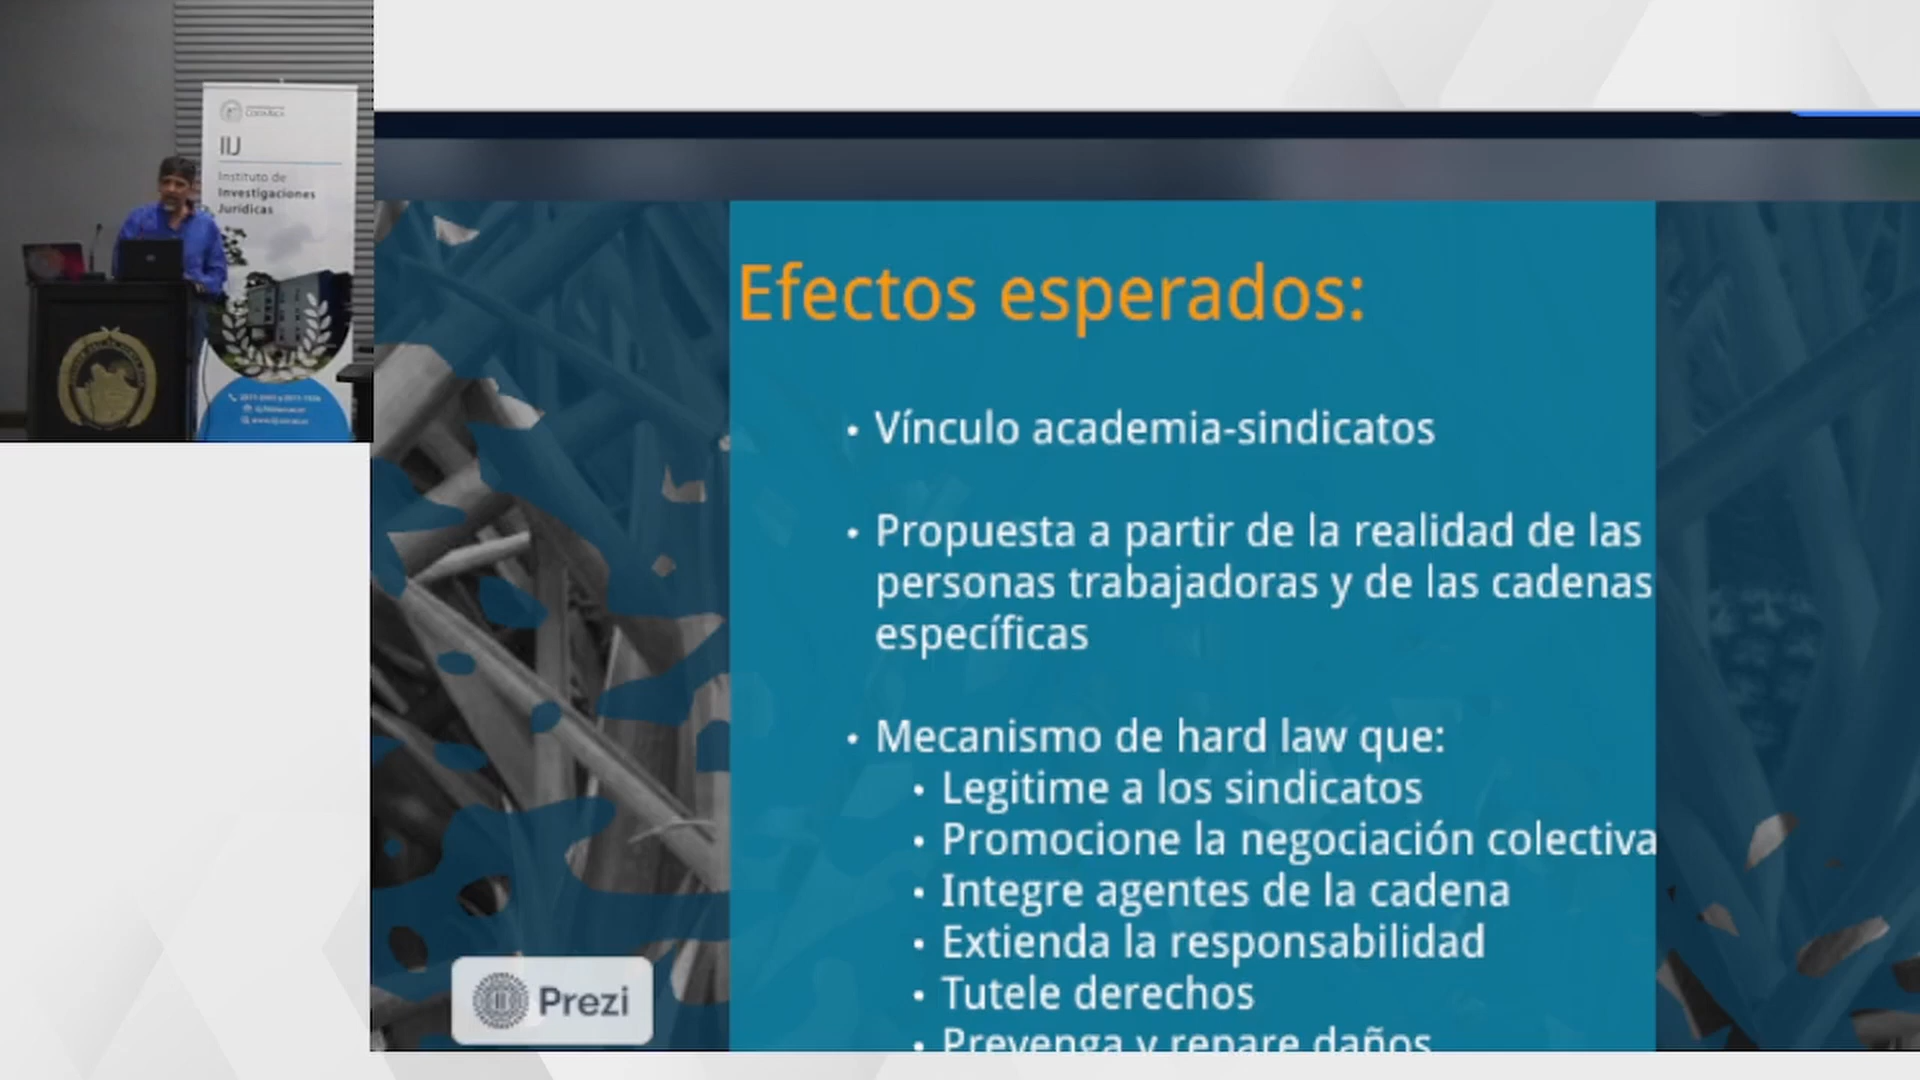 COSTA RICA
IIJ
Instituto de
Investigaciones
Jurídicas
Efectos esperados:
• Vínculo academia-sindicatos
• Propuesta a partir de la realidad de las
personas trabajadoras y de las cadenas
específicas
• Mecanismo de hard law que:
• Legitime a los sindicatos
• Promocione la negociación colectiva
• Integre agentes de la cadena
• Extienda la responsabilidad
• Tutele derechos
• Prevenga y repare daños
Prezi